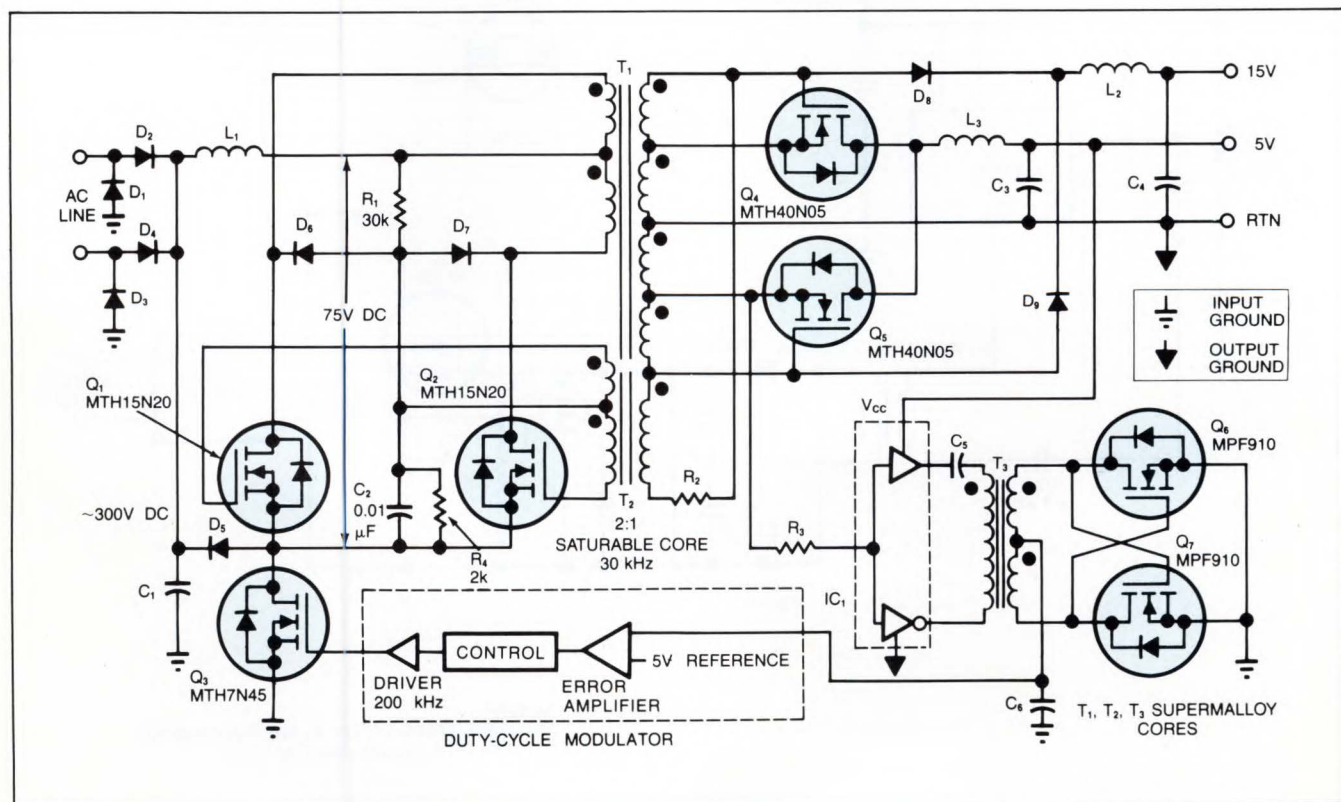 T₁
15V
D₈
L₂
D₂
L₁
L₃
5V
AC
LINE
D₁
R₁
30k
Q₄
MTH40N05
C₃
C₄
D₄
D₆
D₇
RTN
D₃
D₉
INPUT
GROUND
OUTPUT
GROUND
75V DC
Q₅
MTH40N05
Q₁
MTH15N20
Q₂
MTH15N20
VCC
C₅
T₃
Q₆
MPF910
R₂
~300V DC
D₅
C₂
0.01
µF
T₂
2:1
SATURABLE CORE
30 kHz
R₃
R₄
2k
Q₇
MPF910
C₁
IC₁
Q₃
MTH7N45
DRIVER
200 kHz
CONTROL
ERROR
AMPLIFIER
5V REFERENCE
DUTY-CYCLE MODULATOR
C₆
T₁, T₂, T₃ SUPERMALLOY
CORES